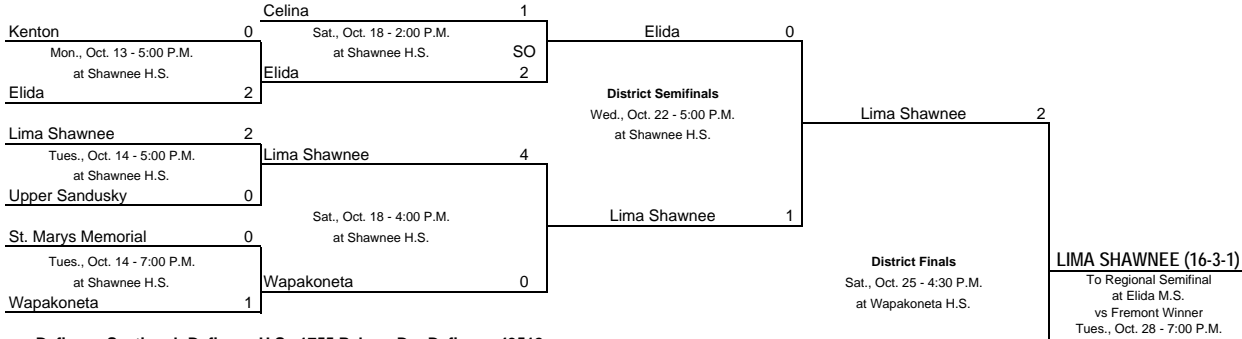 Celina 1
Kenton 0
Sat., Oct. 18 - 2:00 P.M.
Elida 0
Mon., Oct. 13 - 5:00 P.M.
at Shawnee H.S. SO
at Shawnee H.S.
Elida 2
Elida 2
District Semifinals
Wed., Oct. 22 - 5:00 P.M.
Lima Shawnee 2
at Shawnee H.S.
Lima Shawnee 2
Tues., Oct. 14 - 5:00 P.M.
Lima Shawnee 4
at Shawnee H.S.
Upper Sandusky 0
Sat., Oct. 18 - 4:00 P.M.
Lima Shawnee 1
at Shawnee H.S.
St. Marys Memorial 0
Tues., Oct. 14 - 7:00 P.M.
District Finals
LIMA SHAWNEE (16-3-1)
at Shawnee H.S.
Wapakoneta 0
Sat., Oct. 25 - 4:30 P.M.
To Regional Semifinal
at Elida M.S.
Wapakoneta 1
at Wapakoneta H.S.
vs Fremont Winner
Tues., Oct. 28 - 7:00 P.M.